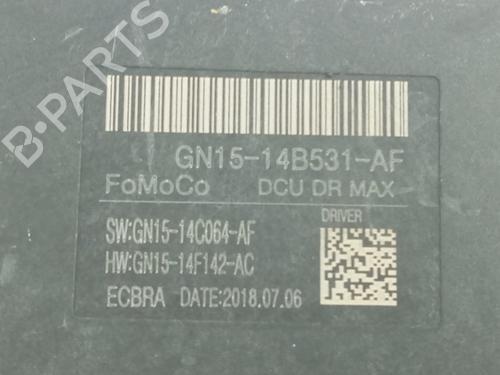 GN15-14B531-AF
FoMoCo DCU DR MAX
SW:GN15-14C064-AF
DRIVER
HW:GN15-14F142-AC
ECBRA DATE:2018.07.06
B-PARTS